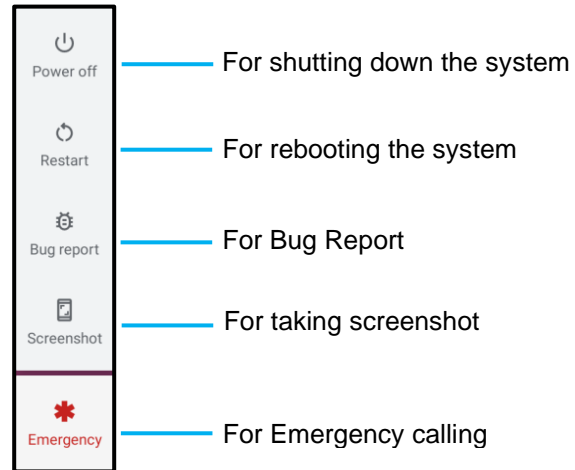 Power off
For shutting down the system
Restart
For rebooting the system
Bug report
For Bug Report
Screenshot
For taking screenshot
Emergency
For Emergency calling